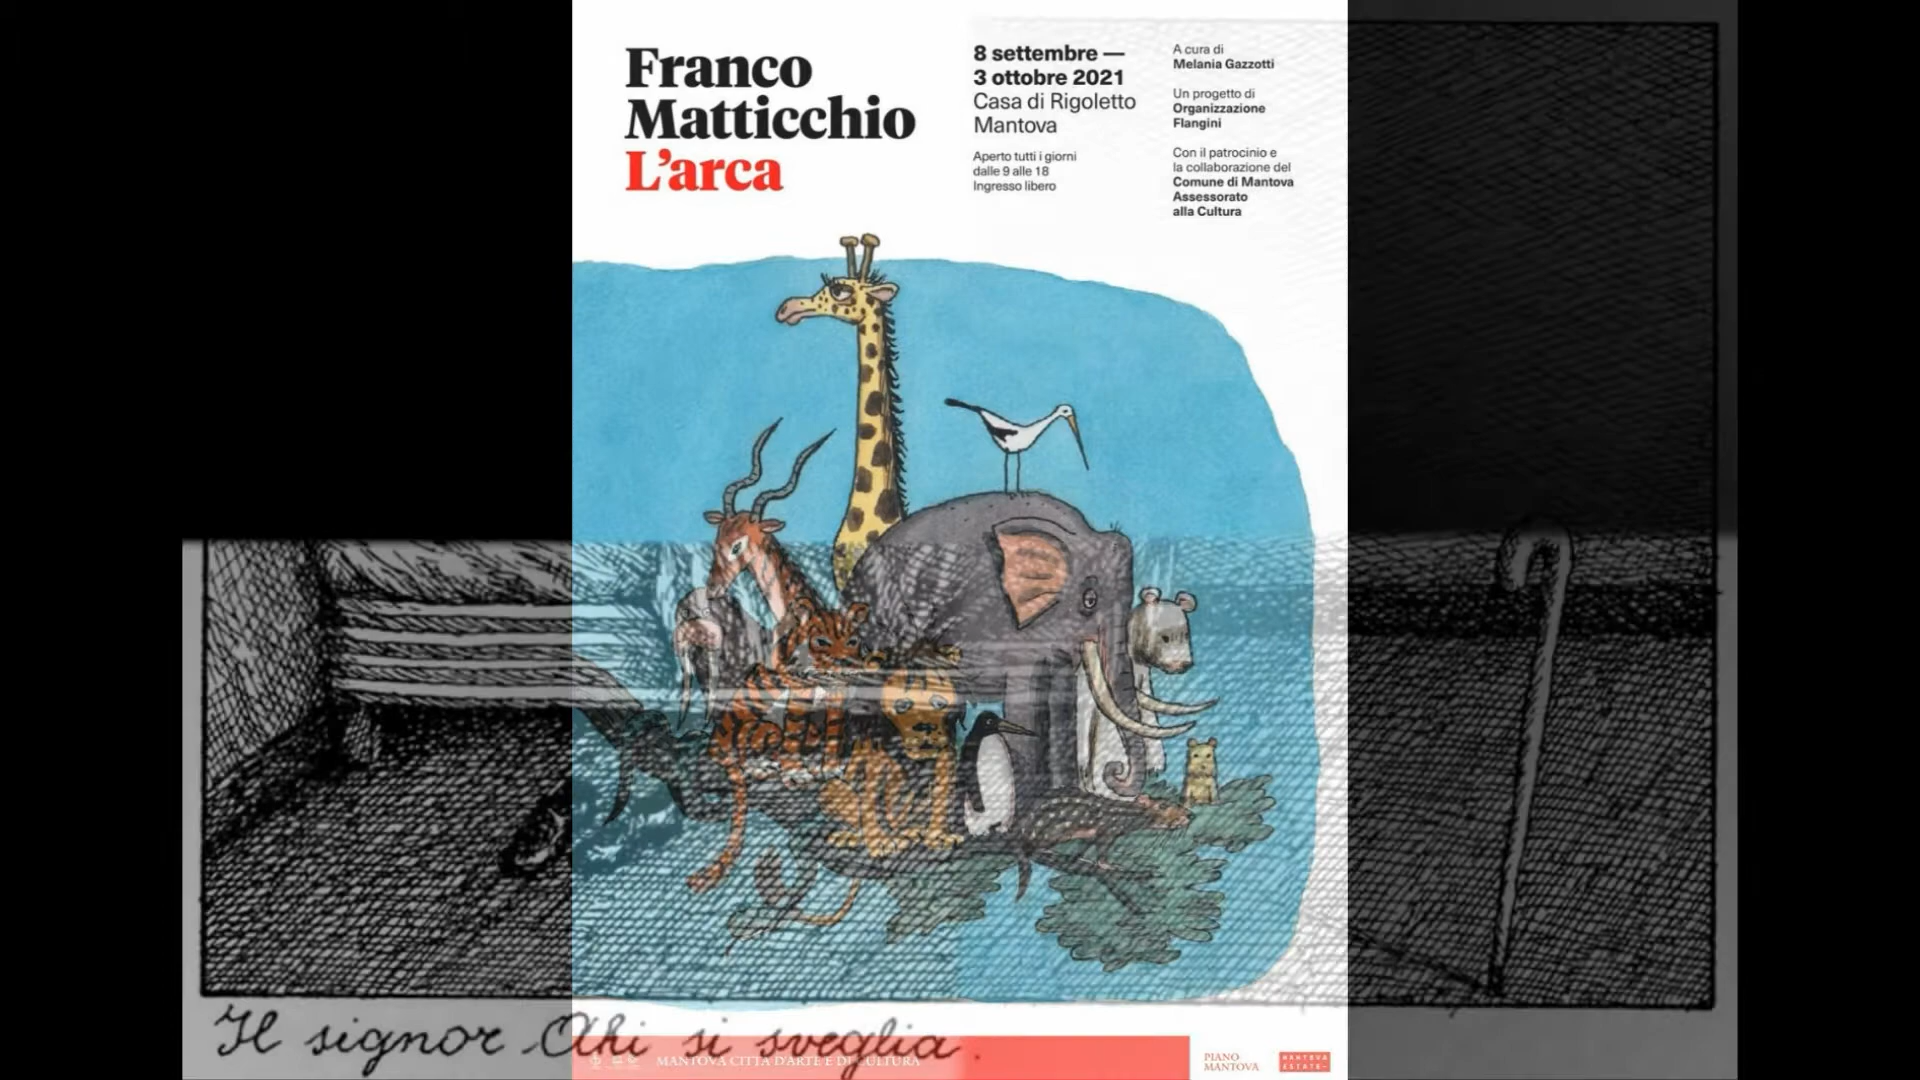 Franco
Matticchio
L'arca
8 settembre —
3 ottobre 2021
Casa di Rigoletto
Mantova
Aperto tutti i giorni
dalle 9 alle 18
Ingresso libero
A cura di
Melania Gazzotti
Un progetto di
Organizzazione
Flangini
Con il patrocinio e
la collaborazione del
Comune di Mantova
Assessorato
alla Cultura
Il signor Ahi si sveglia.
MANTOVA CITTÀ D'ARTE E DI CULTURA
PIANO
MANTOVA
MANTOVA
ESTATE